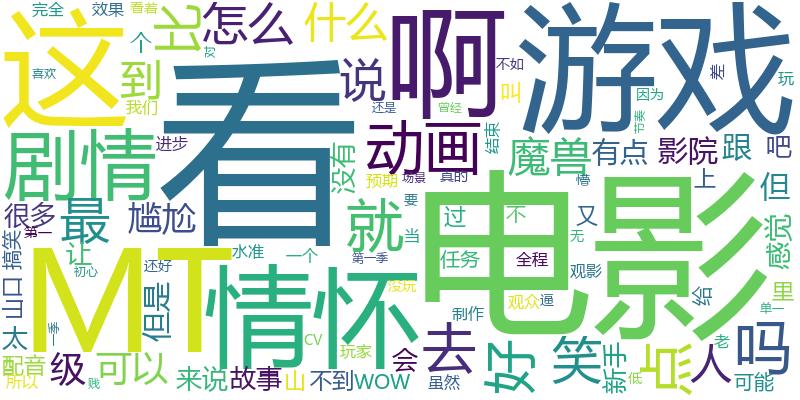 完全 效果 看着
这 个 比 怎么 什么 对 啊 游戏
喜欢 到 我们 看 说 不如 叫 差 因为 玩
还是 曾经 节奏
剧情 进步 没有 动画 结束 魔兽 有点 影院 跟 吧
预期 场景 真的 懵 上 但
很多 最 尴尬 就 要 过 不 又 感觉
第一 让 水准 一个 当 电影 无
搞笑 山口 初心 还好 MT 情怀 第一季 任务 全程 观影 给 里
但是 没玩 观众 逼 单一
太 一季 CV 制作 老
配音 级 可以 玩家 会 去 好 笑 新手 点 人 吗
所以 贱 来说 故事 山 不到 wow 虽然 低 可能